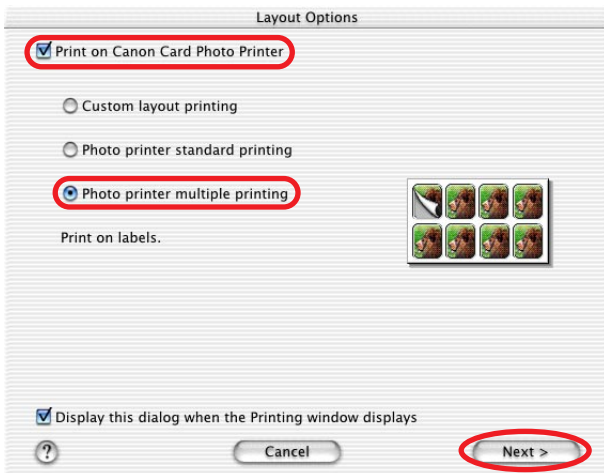 Layout Options
Print on Canon Card Photo Printer
Custom layout printing
Photo printer standard printing
Photo printer multiple printing
Print on labels.
Display this dialog when the Printing window displays
? Cancel Next >